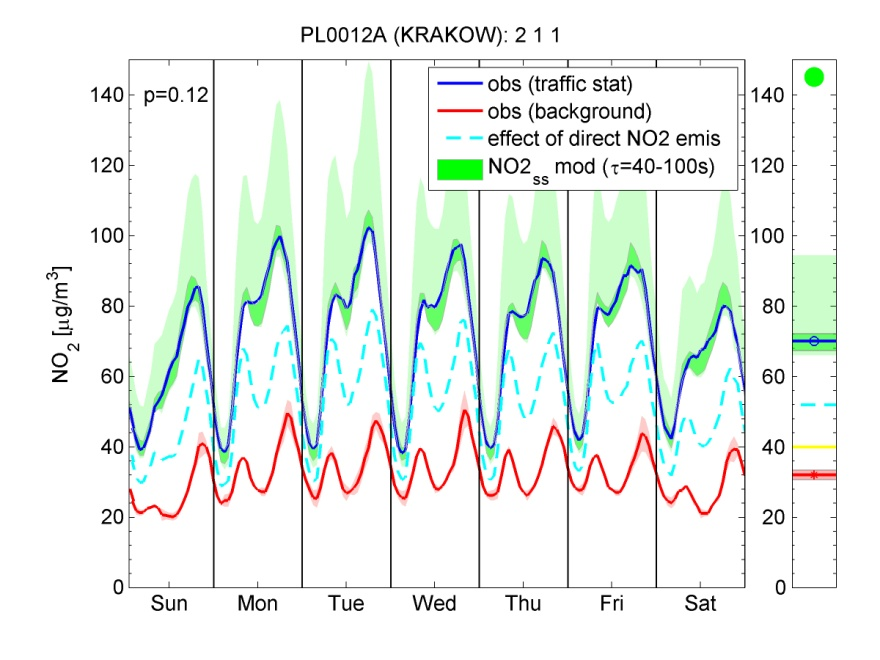 PL0012A (KRAKOW): 2 1 1
p=0.12
obs (traffic stat)
obs (background)
effect of direct NO2 emis
NO2ss mod (τ=40-100s)
NO2 [µg/m3]
140
120
100
80
60
40
20
0
140
120
100
80
60
40
20
0
Sun Mon Tue Wed Thu Fri Sat